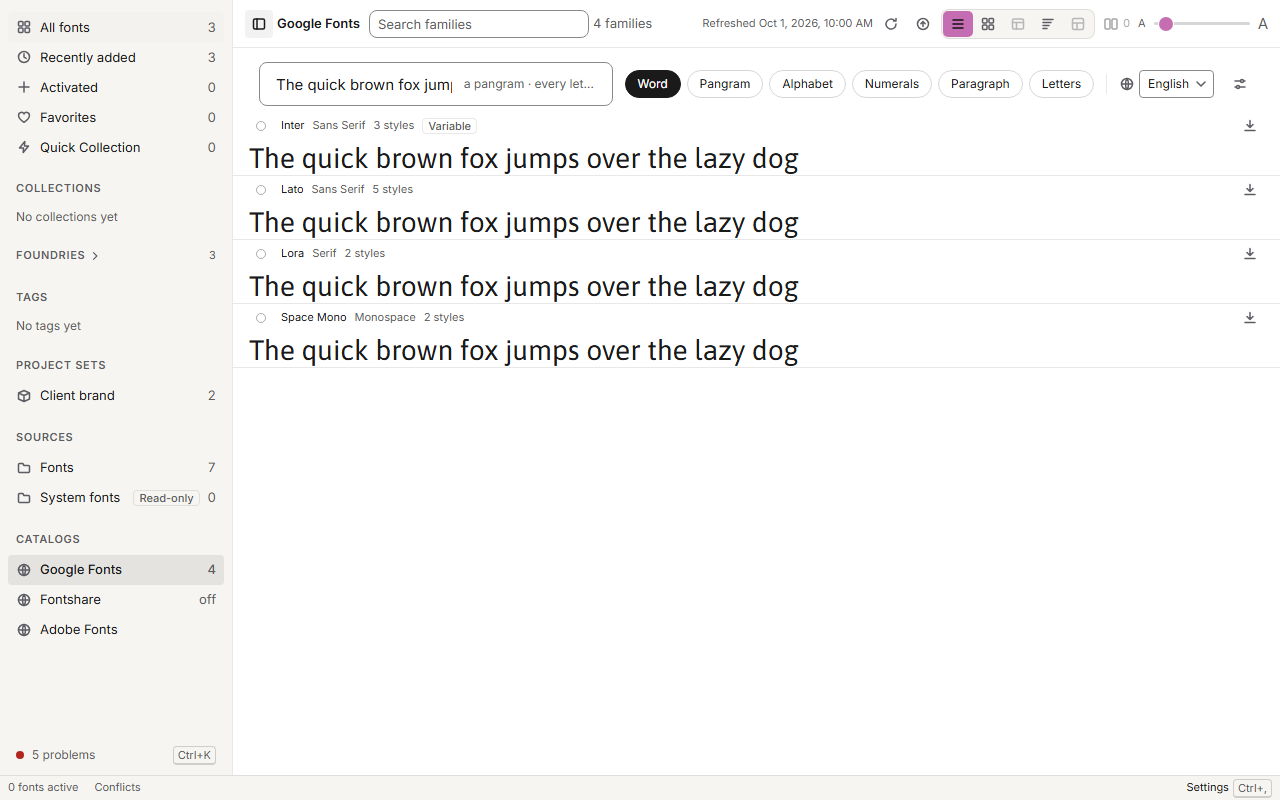 All fonts 3
Recently added 3
Activated 0
Favorites 0
Quick Collection 0
COLLECTIONS
No collections yet
FOUNDRIES 3
TAGS
No tags yet
PROJECT SETS
Client brand 2
SOURCES
Fonts 7
System fonts Read-only 0
CATALOGS
Google Fonts 4
Fontshare off
Adobe Fonts
5 problems Ctrl+K
Google Fonts Search families 4 families Refreshed Oct 1, 2026, 10:00 AM 0 A A
The quick brown fox jump a pangram · every let... Word Pangram Alphabet Numerals Paragraph Letters English
Inter Sans Serif 3 styles Variable
The quick brown fox jumps over the lazy dog
Lato Sans Serif 5 styles
The quick brown fox jumps over the lazy dog
Lora Serif 2 styles
The quick brown fox jumps over the lazy dog
Space Mono Monospace 2 styles
The quick brown fox jumps over the lazy dog
0 fonts active Conflicts Settings Ctrl+,